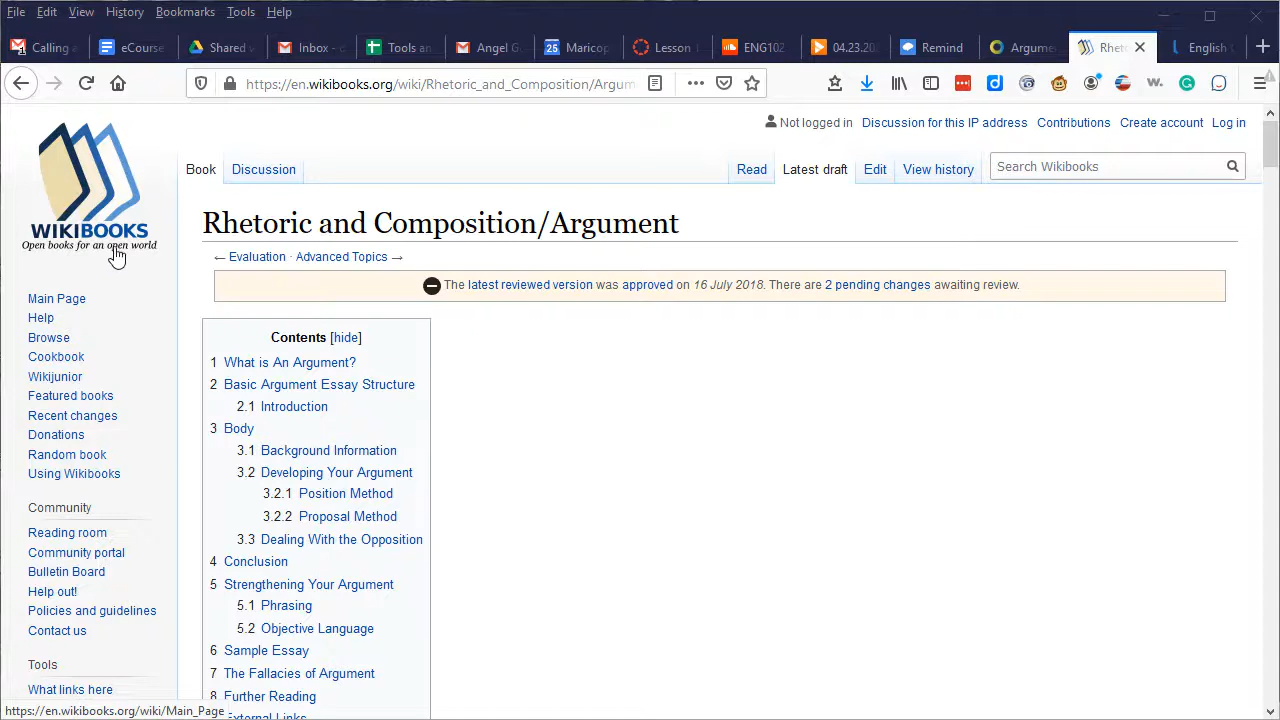 File Edit View History Bookmarks Tools Help
Calling a eCourse Shared v Inbox - d Tools an Angel G 25 Maricop Lesson ENG102 04.23.20 Remind Argume Rheto English
https://en.wikibooks.org/wiki/Rhetoric_and_Composition/Argum
Not logged in Discussion for this IP address Contributions Create account Log in
Book Discussion Read Latest draft Edit View history Search Wikibooks
WIKIBOOKS
Open books for an open world
Rhetoric and Composition/Argument
← Evaluation · Advanced Topics →
The latest reviewed version was approved on 16 July 2018. There are 2 pending changes awaiting review.
Main Page
Help
Browse
Cookbook
Wikijunior
Featured books
Recent changes
Donations
Random book
Using Wikibooks
Community
Reading room
Community portal
Bulletin Board
Help out!
Policies and guidelines
Contact us
Tools
What links here
https://en.wikibooks.org/wiki/Main_Page
Contents [hide]
1 What is An Argument?
2 Basic Argument Essay Structure
2.1 Introduction
3 Body
3.1 Background Information
3.2 Developing Your Argument
3.2.1 Position Method
3.2.2 Proposal Method
3.3 Dealing With the Opposition
4 Conclusion
5 Strengthening Your Argument
5.1 Phrasing
5.2 Objective Language
6 Sample Essay
7 The Fallacies of Argument
8 Further Reading
External Links